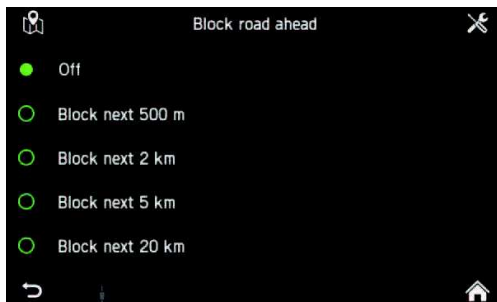 Block road ahead
Off
Block next 500 m
Block next 2 km
Block next 5 km
Block next 20 km